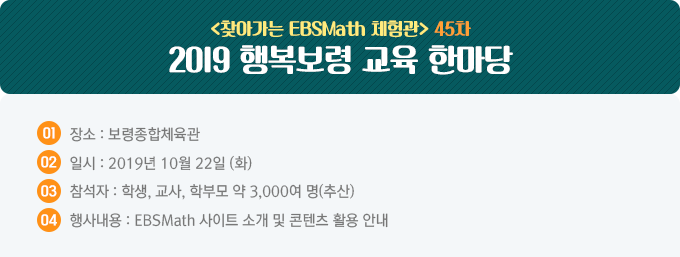 <찾아가는 EBSMath 체험관> 45차
2019 행복보령 교육 한마당
01 장소 : 보령종합체육관
02 일시 : 2019년 10월 22일 (화)
03 참석자 : 학생, 교사, 학부모 약 3,000여 명(추산)
04 행사내용 : EBSMath 사이트 소개 및 콘텐츠 활용 안내